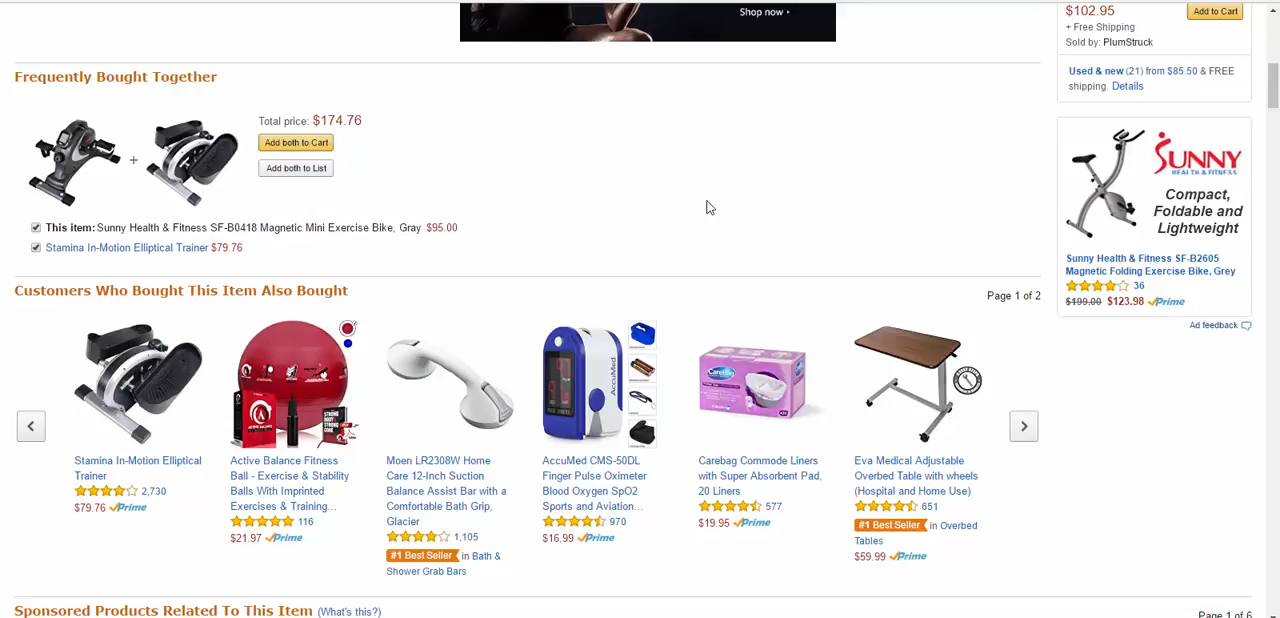 Shop now
$102.95
Add to Cart
+ Free Shipping
Sold by: PlumStruck
Used & new (21) from $85.50 & FREE
shipping. Details
Frequently Bought Together
+
Total price: $174.76
Add both to Cart
Add both to List
This item: Sunny Health & Fitness SF-B0418 Magnetic Mini Exercise Bike, Gray $95.00
Stamina In-Motion Elliptical Trainer $79.76
SUNNY
HEALTH & FITNESS
Compact,
Foldable and
Lightweight
Sunny Health & Fitness SF-B2605
Magnetic Folding Exercise Bike, Grey
36
$199.00 $123.98 Prime
Ad feedback
Customers Who Bought This Item Also Bought
Page 1 of 2
AccuMed
Carebag
Stamina In-Motion Elliptical
Trainer
2,730
$79.76 Prime
Active Balance Fitness
Ball - Exercise & Stability
Balls With Imprinted
Exercises & Training...
116
$21.97 Prime
Moen LR2308W Home
Care 12-Inch Suction
Balance Assist Bar with a
Comfortable Bath Grip,
Glacier
1,105
#1 Best Seller in Bath &
Shower Grab Bars
AccuMed CMS-50DL
Finger Pulse Oximeter
Blood Oxygen SpO2
Sports and Aviation...
970
$16.99 Prime
Carebag Commode Liners
with Super Absorbent Pad,
20 Liners
577
$19.95 Prime
Eva Medical Adjustable
Overbed Table with wheels
(Hospital and Home Use)
651
#1 Best Seller in Overbed
Tables
$59.99 Prime
Sponsored Products Related To This Item (What's this?)
Page 1 of 6